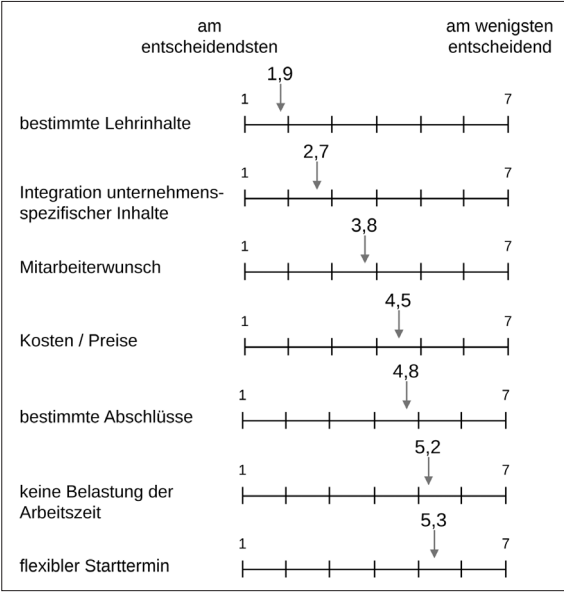 am
entscheidendsten
am wenigsten
entscheidend
1,9
1
7
bestimmte Lehrinhalte
2,7
1
7
Integration unternehmens-
spezifischer Inhalte
3,8
1
7
Mitarbeiterwunsch
4,5
1
7
Kosten / Preise
4,8
1
7
bestimmte Abschlüsse
5,2
1
7
keine Belastung der
Arbeitszeit
5,3
1
7
flexibler Starttermin